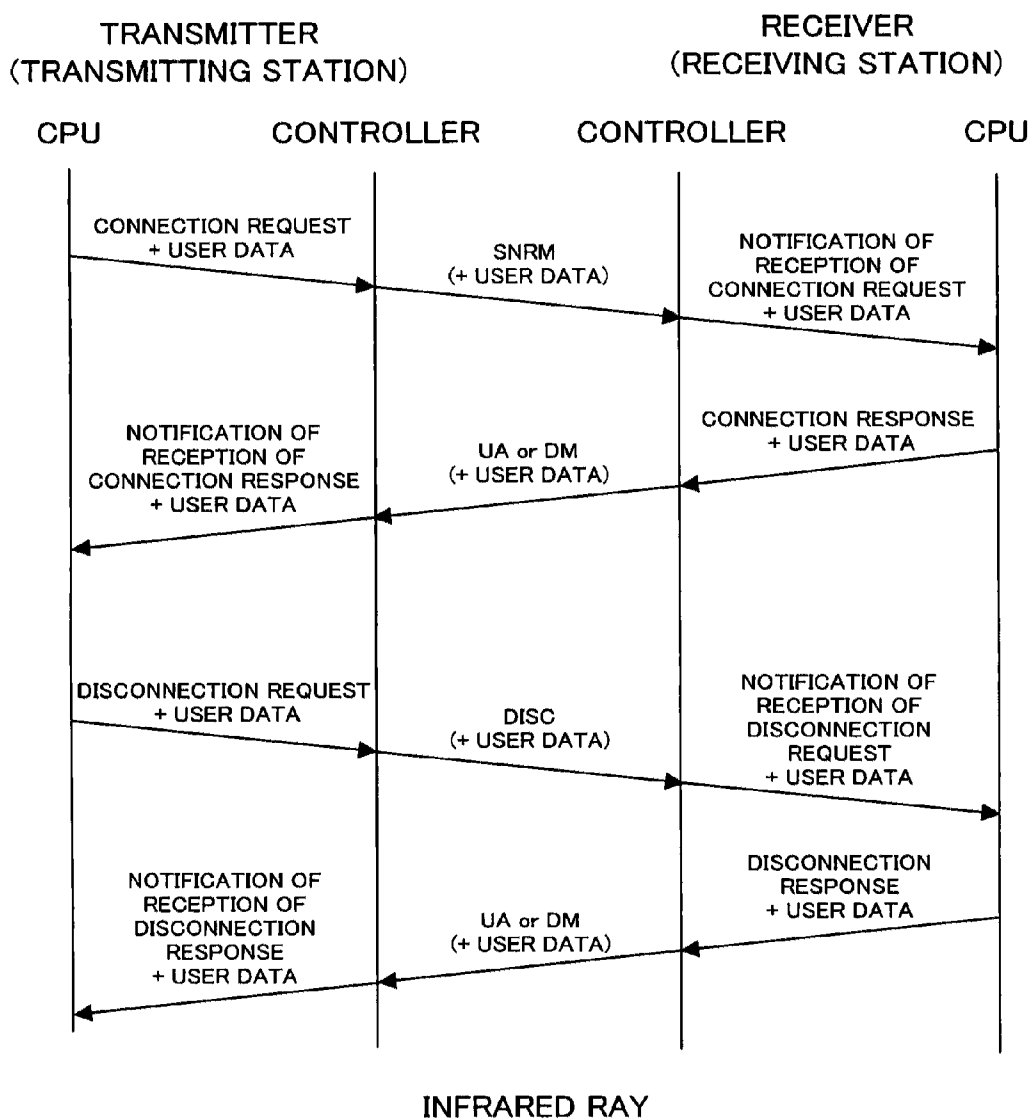 TRANSMITTER
(TRANSMITTING STATION)
RECEIVER
(RECEIVING STATION)
CPU
CONTROLLER
CONTROLLER
CPU
CONNECTION REQUEST
+ USER DATA
SNRM
(+ USER DATA)
NOTIFICATION OF
RECEPTION OF
CONNECTION REQUEST
+ USER DATA
CONNECTION RESPONSE
+ USER DATA
UA or DM
(+ USER DATA)
NOTIFICATION OF
RECEPTION OF
CONNECTION RESPONSE
+ USER DATA
DISCONNECTION REQUEST
+ USER DATA
DISC
(+ USER DATA)
NOTIFICATION OF
RECEPTION OF
DISCONNECTION
REQUEST
+ USER DATA
DISCONNECTION
RESPONSE
+ USER DATA
UA or DM
(+ USER DATA)
NOTIFICATION OF
RECEPTION OF
DISCONNECTION
RESPONSE
+ USER DATA
INFRARED RAY